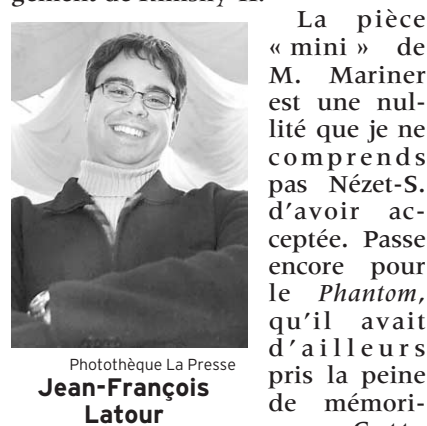 La pièce
« mini » de
M. Mariner
est une nul-
lité que je ne
comprends
pas Nézet-S.
d'avoir ac-
ceptée. Passe
encore pour
le Phantom,
qu'il avait
d'ailleurs
pris la peine
de mémori-
Photothèque La Presse
Jean-François
Latour